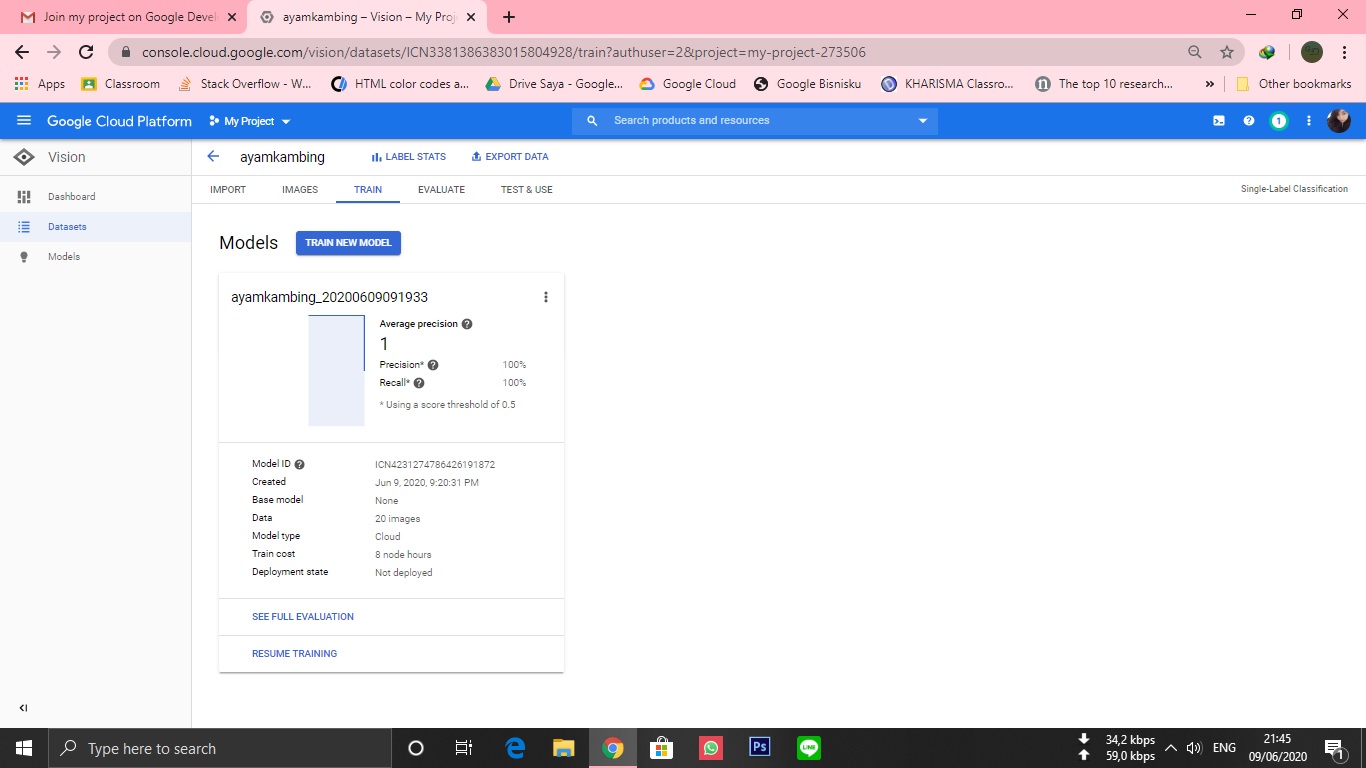 Join my project on Google Devel
ayamkambing – Vision – My Proj
console.cloud.google.com/vision/datasets/ICN3381386383015804928/train?authuser=2&project=my-project-273506
Apps Classroom Stack Overflow - W... HTML color codes a... Drive Saya - Google... Google Cloud Google Bisnisku KHARISMA Classro... The top 10 research... » Other bookmarks
Google Cloud Platform My Project Search products and resources 1
Vision ayamkambing LABEL STATS EXPORT DATA
IMPORT IMAGES TRAIN EVALUATE TEST & USE Single-Label Classification
Dashboard
Datasets
Models
Models TRAIN NEW MODEL
ayamkambing_20200609091933
Average precision
1
Precision* 100%
Recall* 100%
* Using a score threshold of 0.5
Model ID ICN4231274786426191872
Created Jun 9, 2020, 9:20:31 PM
Base model None
Data 20 images
Model type Cloud
Train cost 8 node hours
Deployment state Not deployed
SEE FULL EVALUATION
RESUME TRAINING
Type here to search Ps LINE 34,2 kbps ENG 21:45
59,0 kbps 09/06/2020 1